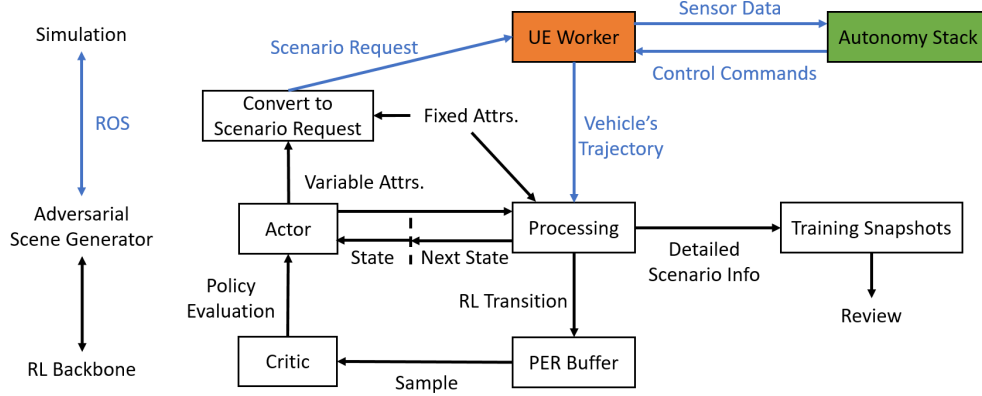 Sensor Data
Simulation
UE Worker
Autonomy Stack
Scenario Request
Control Commands
Convert to
Scenario Request
Fixed Attrs.
ROS
Vehicle's
Trajectory
Variable Attrs.
Adversarial
Scene Generator
Actor
Processing
Training Snapshots
State
Next State
Detailed
Scenario Info
Policy
Evaluation
RL Transition
Review
RL Backbone
Critic
PER Buffer
Sample